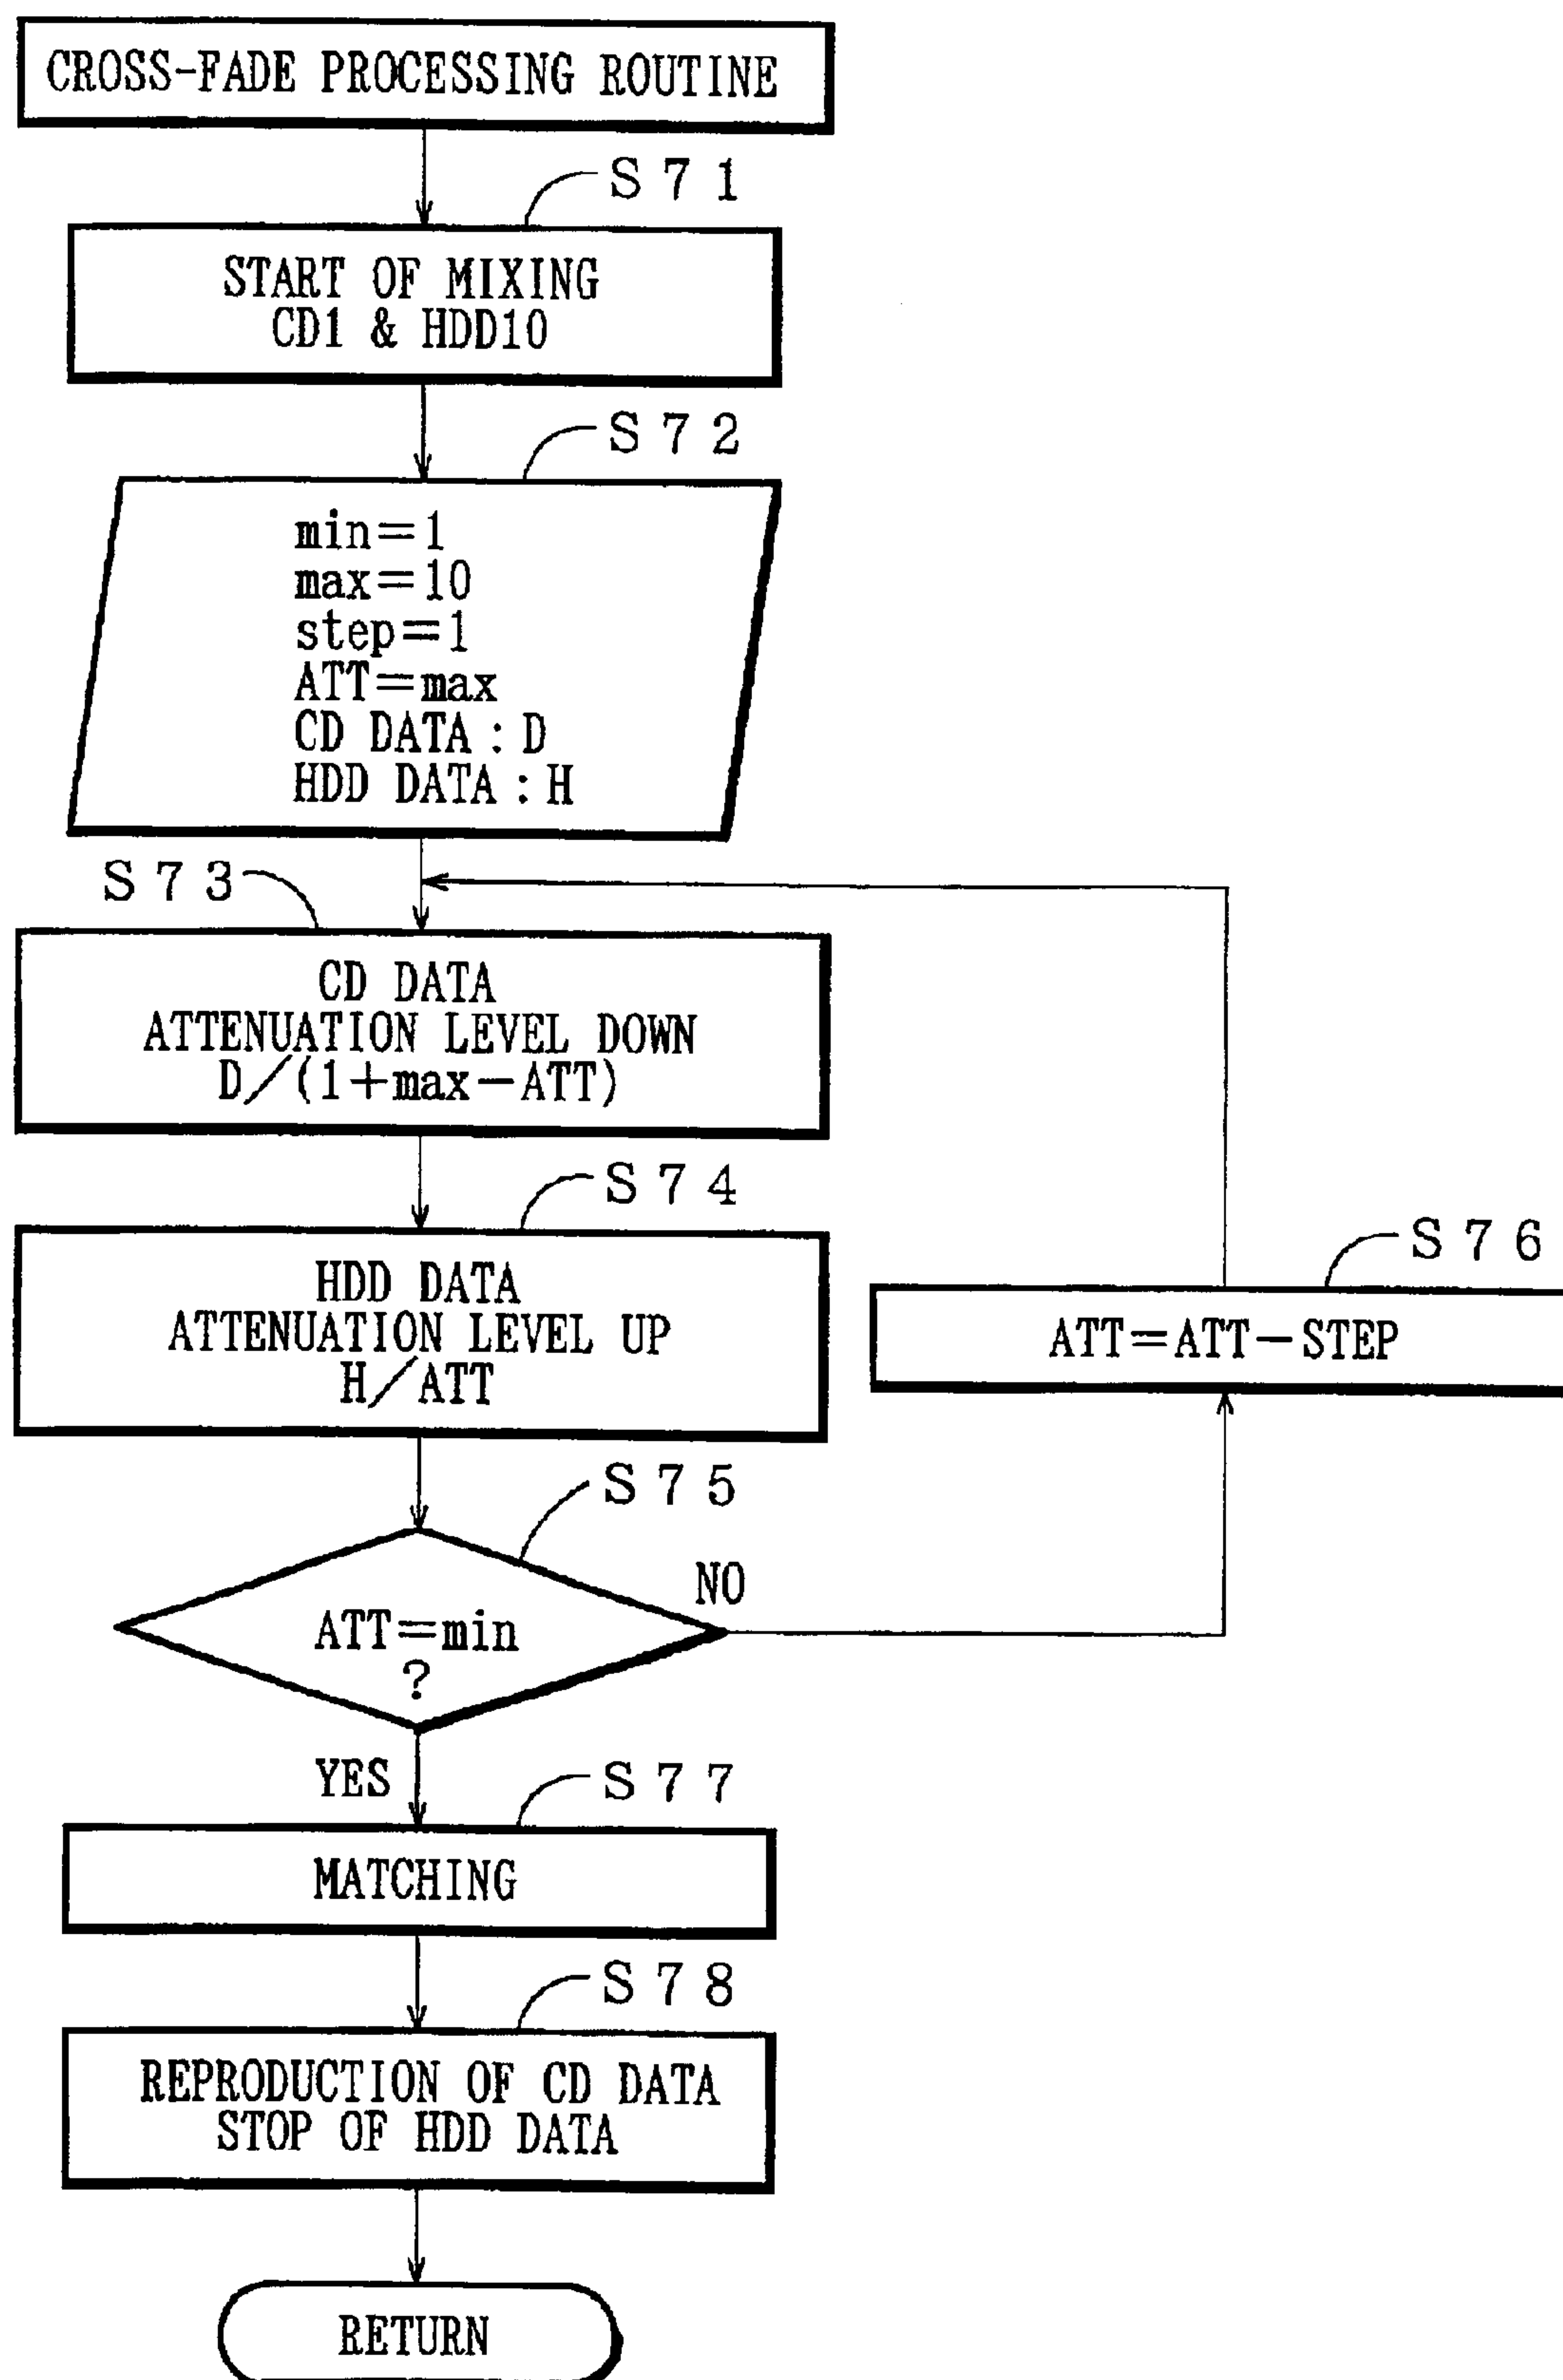 CROSS-FADE PROCESSING ROUTINE
S71
START OF MIXING
CD1 & HDD10
S72
min=1
max=10
step=1
ATT=max
CD DATA:D
HDD DATA:H
S73
CD DATA
ATTENUATION LEVEL DOWN
D/(1+max-ATT)
S74
HDD DATA
ATTENUATION LEVEL UP
H/ATT
S76
ATT=ATT-STEP
S75
NO
ATT=min
?
YES
S77
MATCHING
S78
REPRODUCTION OF CD DATA
STOP OF HDD DATA
RETURN